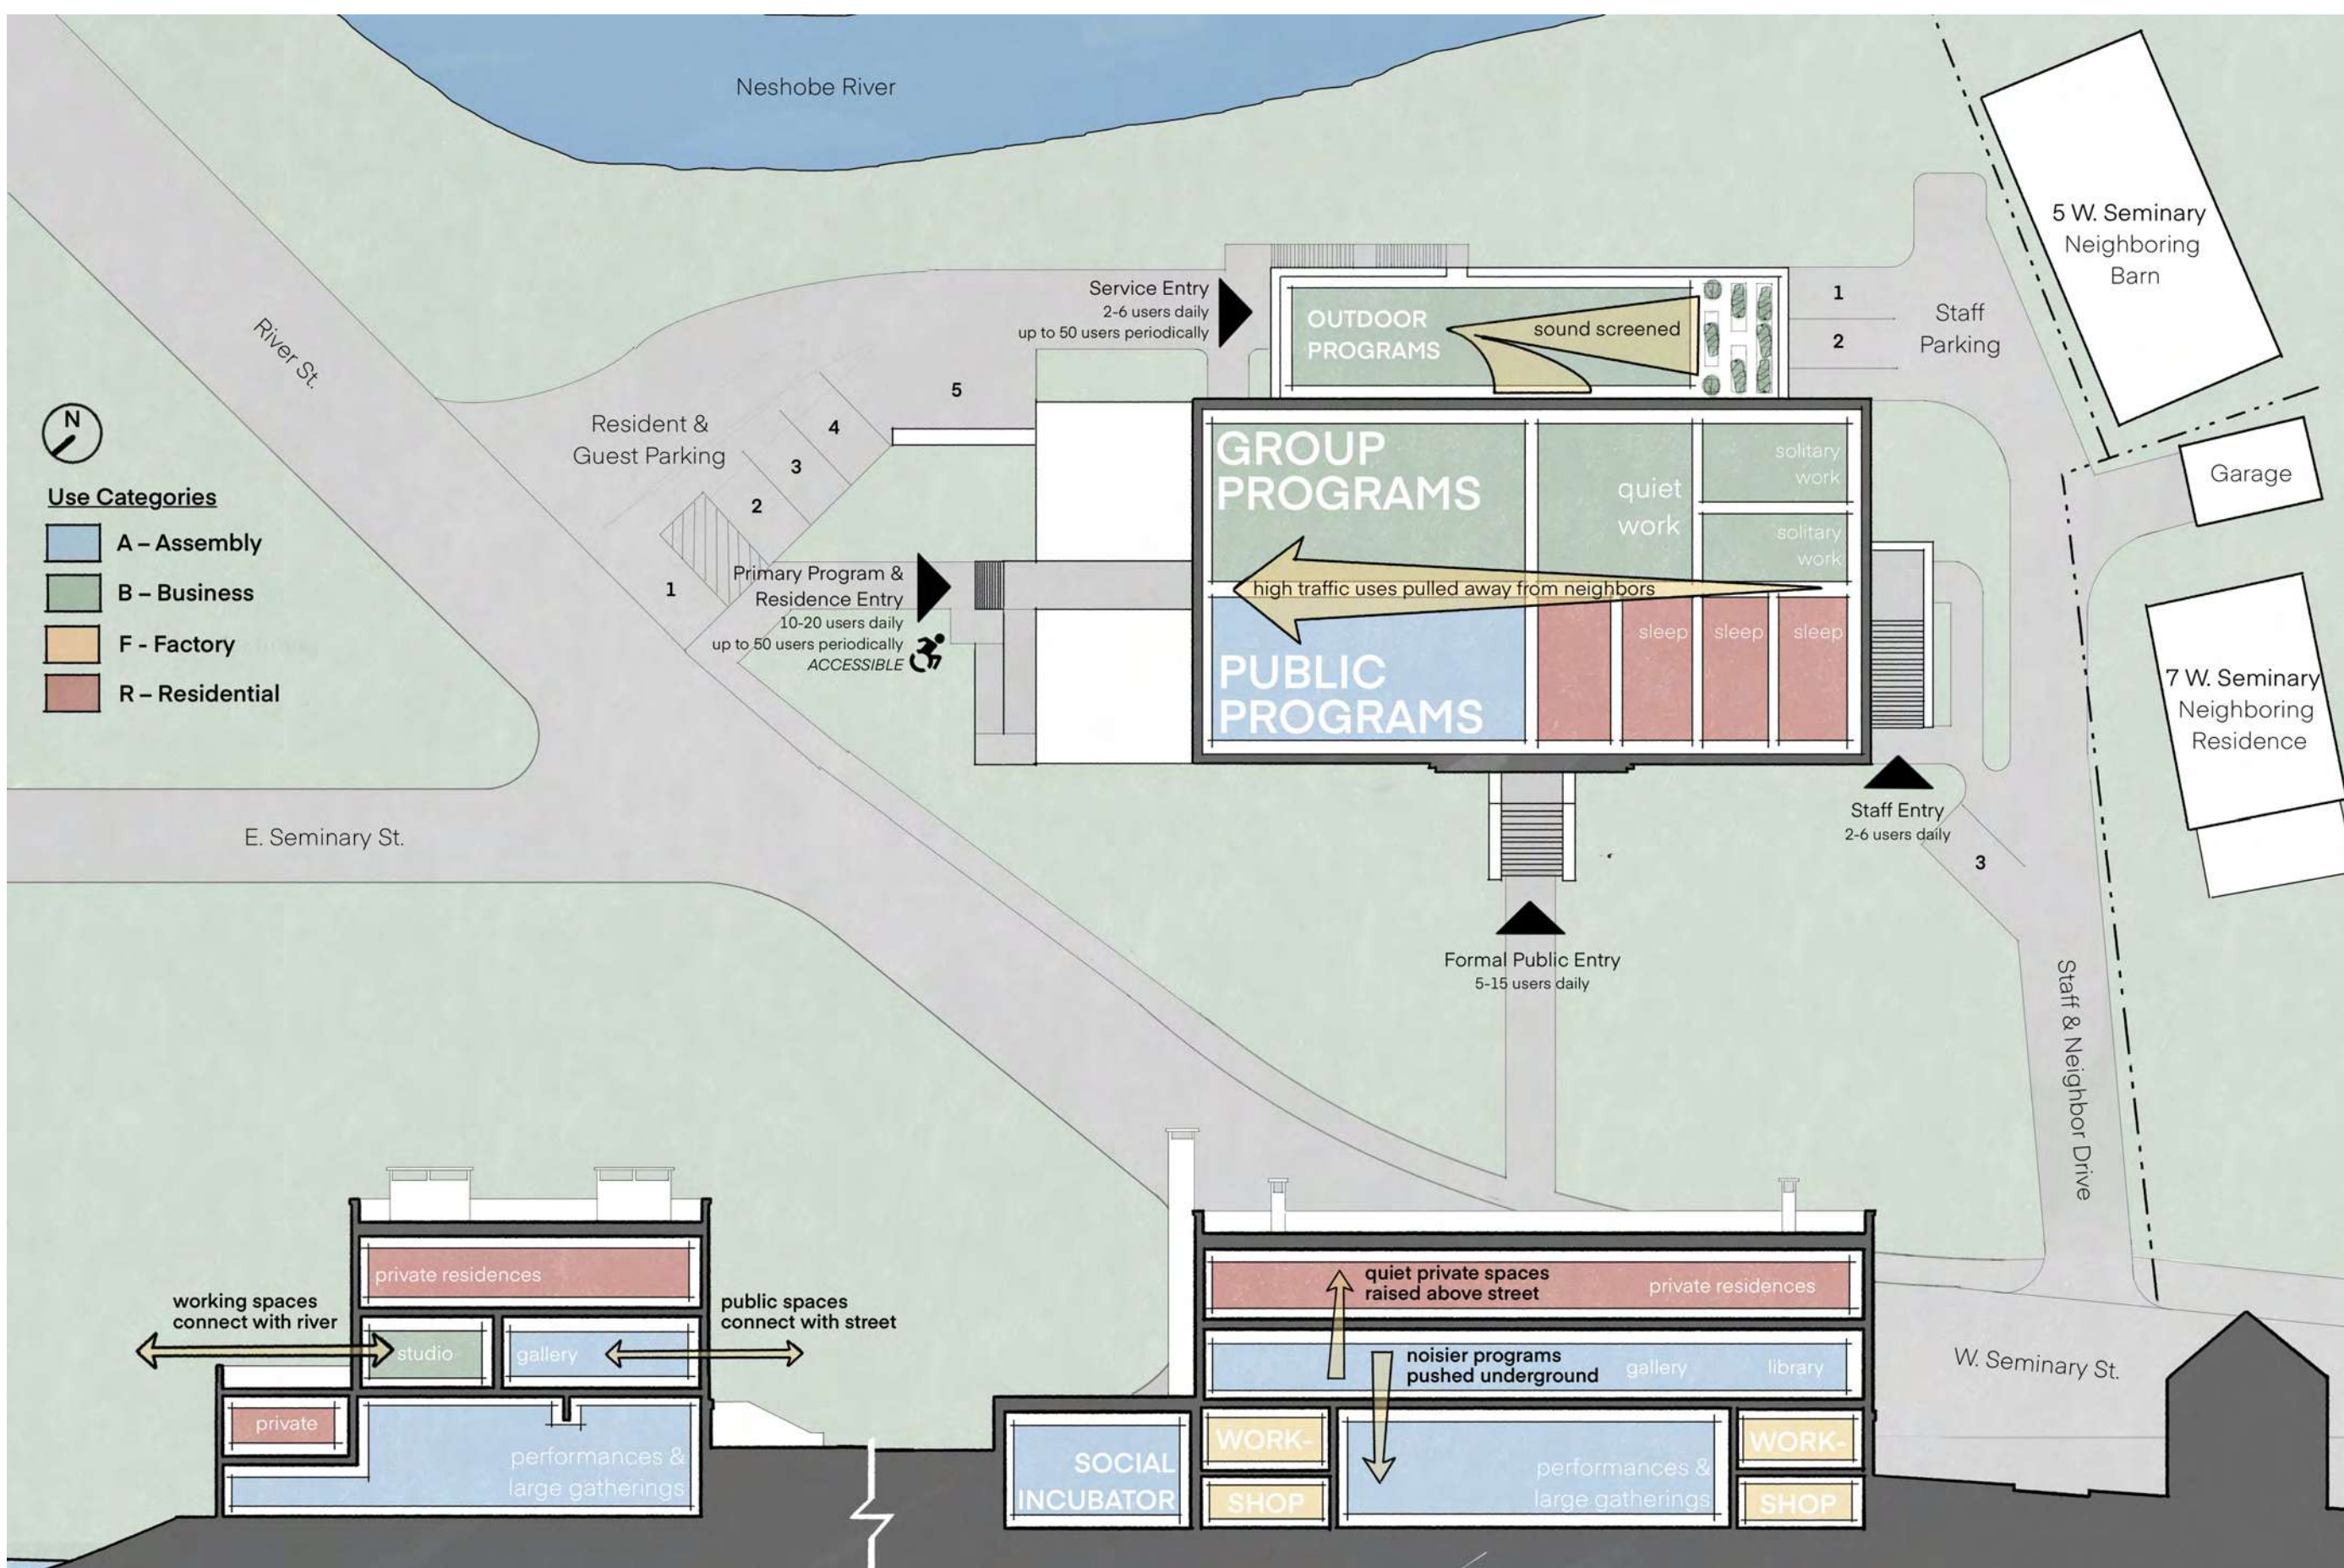 Neshobe River
River St.
N
Use Categories
A – Assembly
B – Business
F - Factory
R – Residential
Resident &
Guest Parking
1
2
3
4
5
Service Entry
2-6 users daily
up to 50 users periodically
Primary Program &
Residence Entry
10-20 users daily
up to 50 users periodically
ACCESSIBLE
OUTDOOR
PROGRAMS
sound screened
1
2
Staff
Parking
5 W. Seminary
Neighboring
Barn
Garage
7 W. Seminary
Neighboring
Residence
GROUP
PROGRAMS
quiet
work
solitary
work
solitary
work
high traffic uses pulled away from neighbors
PUBLIC
PROGRAMS
sleep
sleep
sleep
Staff Entry
2-6 users daily
3
Formal Public Entry
5-15 users daily
E. Seminary St.
Staff & Neighbor Drive
W. Seminary St.
private residences
working spaces
connect with river
studio
gallery
public spaces
connect with street
private
performances &
large gatherings
quiet private spaces
raised above street
private residences
noisier programs
pushed underground
gallery
library
SOCIAL
INCUBATOR
WORK-
SHOP
performances &
large gatherings
WORK-
SHOP